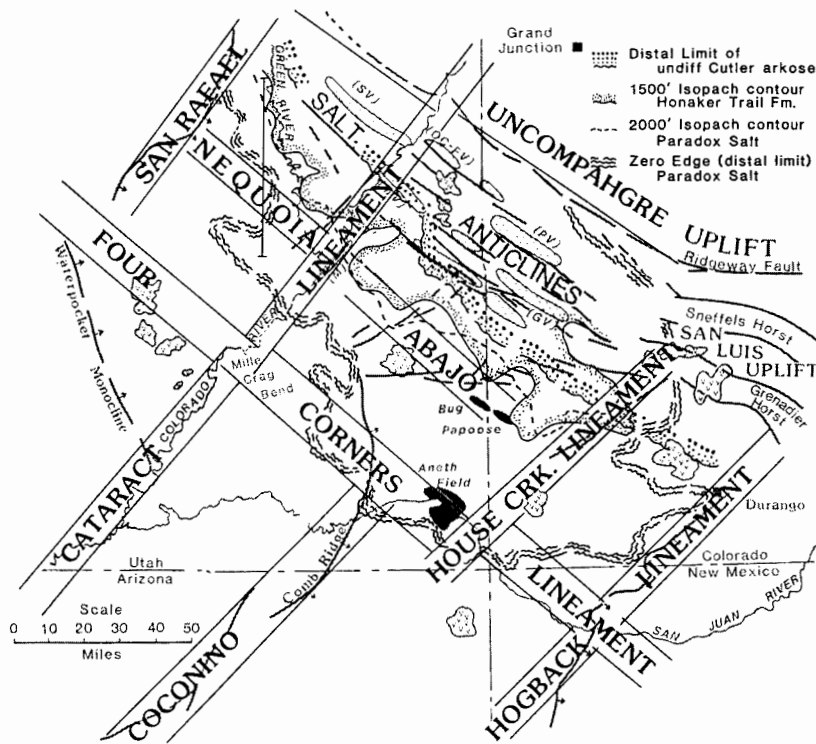 Grand
Junction
Distal Limit of
undiff Cutler arkose
1500' Isopach contour
Honaker Trail Fm.
2000' Isopach contour
Paradox Salt
Zero Edge (distal limit)
Paradox Salt
SAN RAFAEL
GREEN RIVER
(SV)
SALT
ANTICLINES
UNCOMPAHGRE
UPLIFT
Ridgeway Fault
NEQUOIA
ABAJO
(PV)
(GV)
Sneffels Horst
SAN
LUIS
UPLIFT
Grenadier
Horst
FOUR
CORNERS
LINEAMENT
Waterpocket
Monocline
Mille
Crag
Bend
COLORADO RIVER
CATARACT
LINEAMENT
Bug
Papoose
Aneth
Field
HOUSE CRK. LINEAMENT
Durango
Comb Ridge
Utah
Arizona
Colorado
New Mexico
SAN JUAN RIVER
Scale
0 10 20 30 40 50
Miles
COCONINO
HOGBACK
LINEAMENT